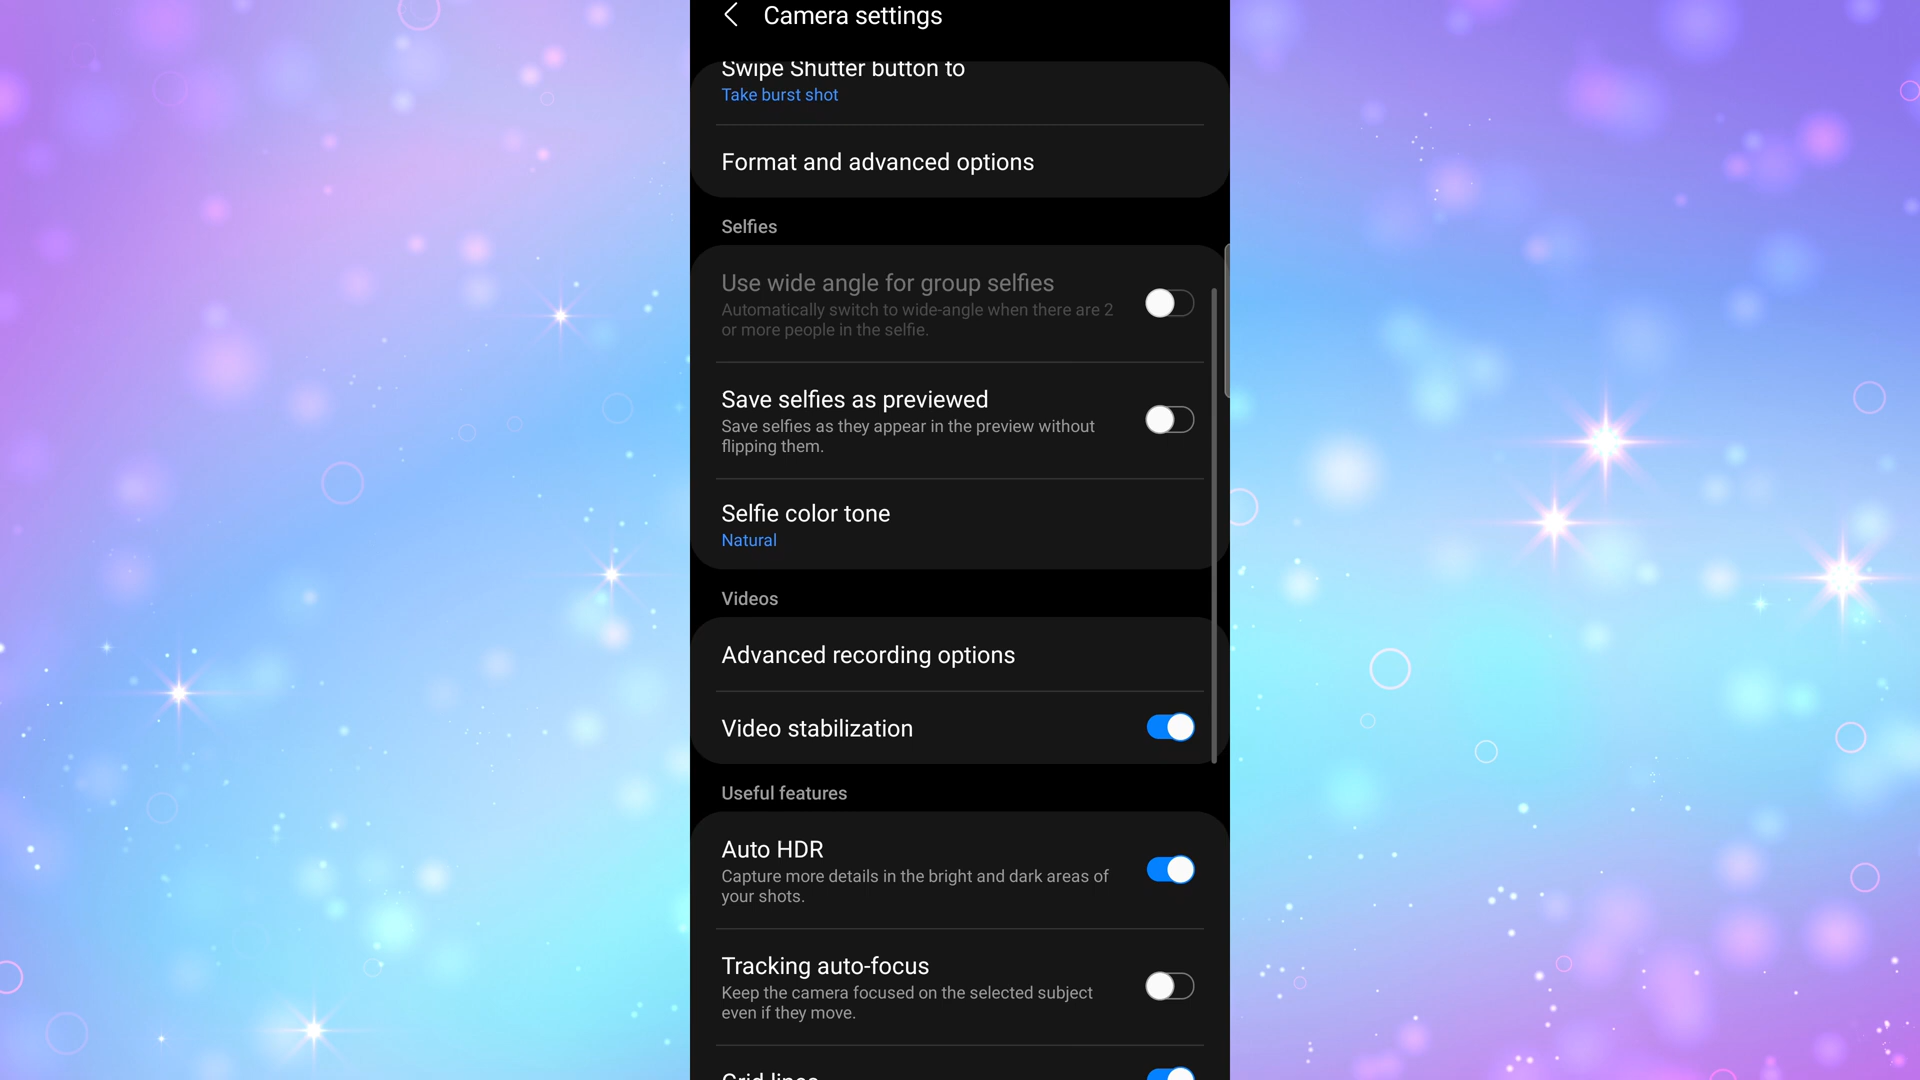 Camera settings
Swipe Shutter button to
Take burst shot
Format and advanced options
Selfies
Use wide angle for group selfies
Automatically switch to wide-angle when there are 2
or more people in the selfie.
Save selfies as previewed
Save selfies as they appear in the preview without
flipping them.
Selfie color tone
Natural
Videos
Advanced recording options
Video stabilization
Useful features
Auto HDR
Capture more details in the bright and dark areas of
your shots.
Tracking auto-focus
Keep the camera focused on the selected subject
even if they move.
Grid lines